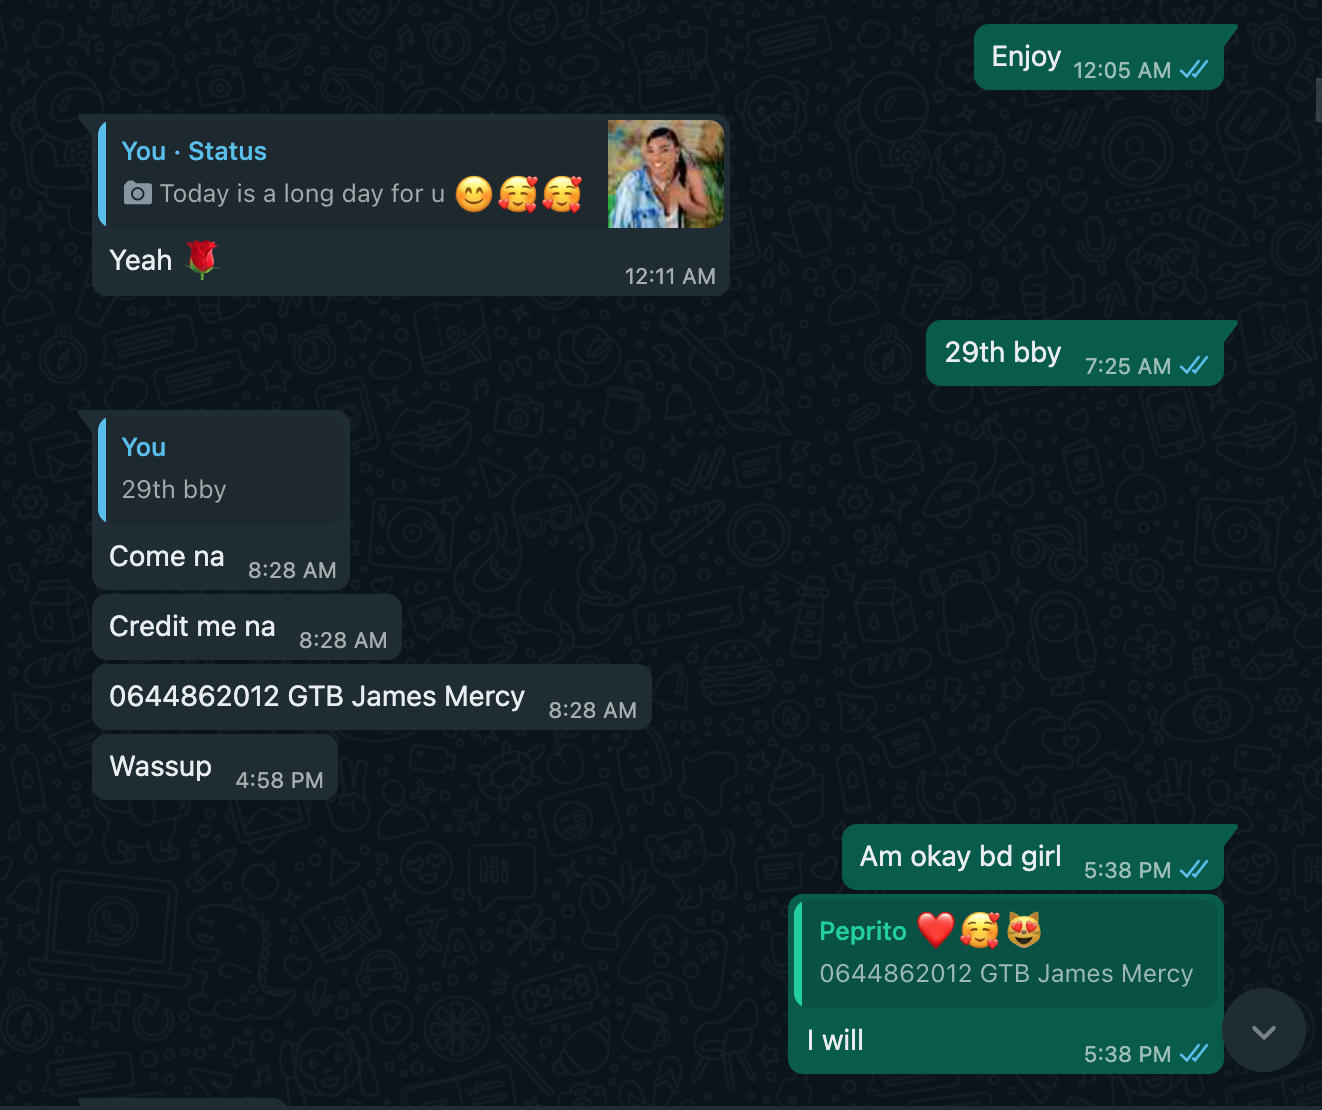 Enjoy 12:05 AM
You · Status
Today is a long day for u 😊🥰🥰
Yeah 🌹
12:11 AM
29th bby 7:25 AM
You
29th bby
Come na 8:28 AM
Credit me na 8:28 AM
0644862012 GTB James Mercy 8:28 AM
Wassup 4:58 PM
Am okay bd girl 5:38 PM
Peprito ❤️🥰😻
0644862012 GTB James Mercy
I will 5:38 PM